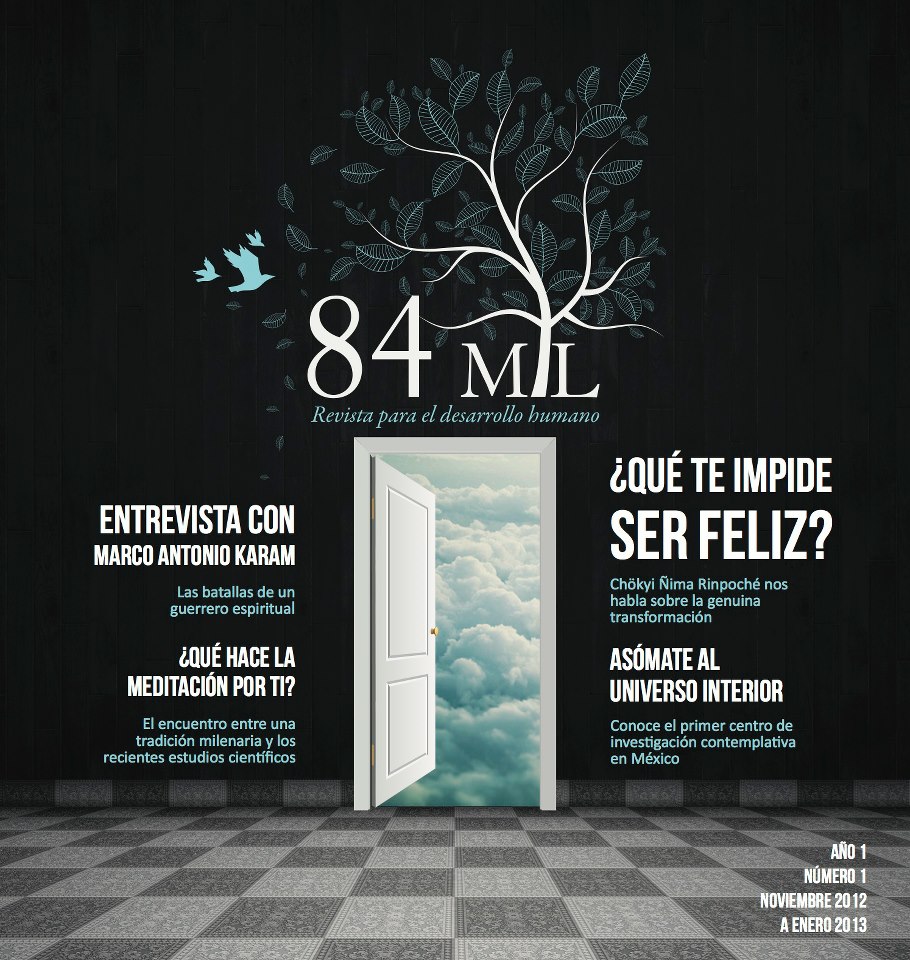 84 MIL
Revista para el desarrollo humano
ENTREVISTA CON
MARCO ANTONIO KARAM
Las batallas de un
guerrero espiritual
¿QUÉ HACE LA
MEDITACIÓN POR TI?
El encuentro entre una
tradición milenaria y los
recientes estudios científicos
¿QUÉ TE IMPIDE
SER FELIZ?
Chökyi Ñima Rinpoché nos
habla sobre la genuina
transformación
ASÓMATE AL
UNIVERSO INTERIOR
Conoce el primer centro de
investigación contemplativa
en México
AÑO 1
NÚMERO 1
NOVIEMBRE 2012
A ENERO 2013